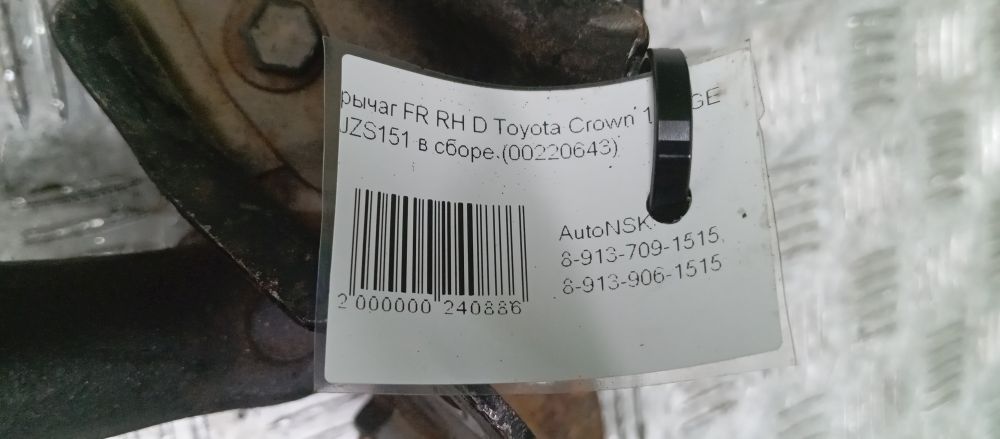 рычаг FR RH D Toyota Crown GE
JZS151 в сборе.(00220643)
AutoNSK
8-913-709-1515,
8-913-906-1515
2 000000 240886